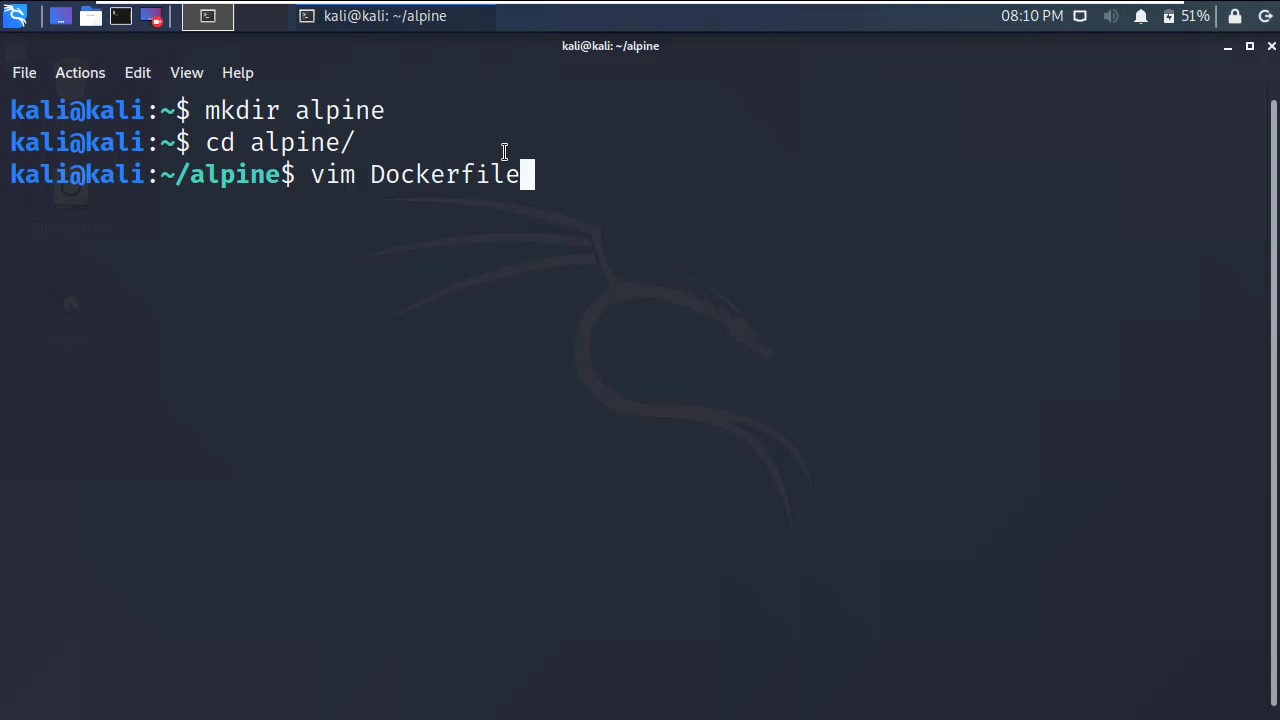 kali@kali: ~/alpine
08:10 PM
51%
kali@kali: ~/alpine
File Actions Edit View Help
kali@kali:~$ mkdir alpine
kali@kali:~$ cd alpine/
kali@kali:~/alpine$ vim Dockerfile